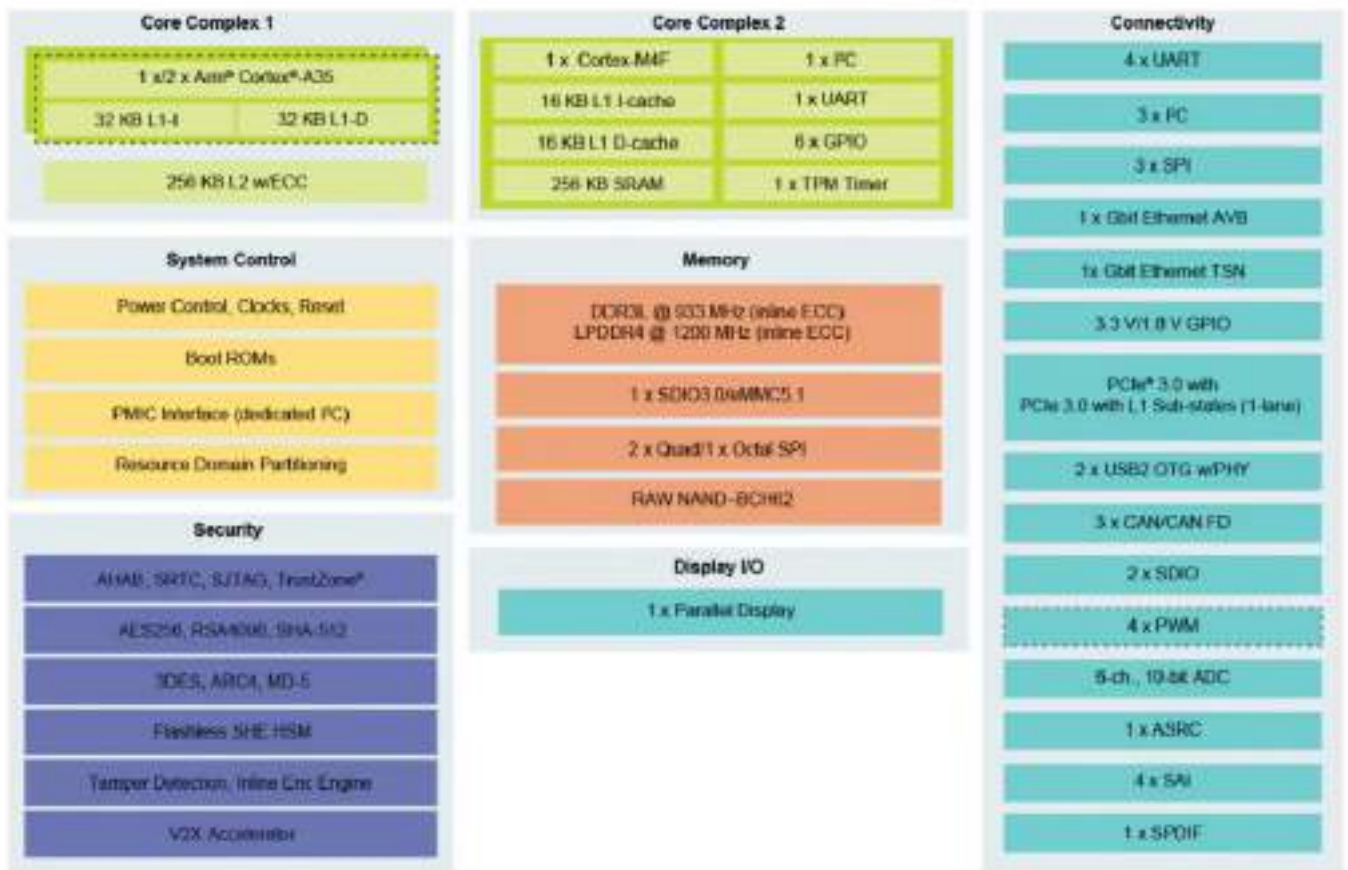 Core Complex 1
1 x/2 x Arm® Cortex®-A35
32 KB L1-I
32 KB L1-D
256 KB L2 w/ECC
Core Complex 2
1 x Cortex-M4F
1 x I²C
16 KB L1 I-cache
1 x UART
16 KB L1 D-cache
6 x GPIO
256 KB SRAM
1 x TPM Timer
System Control
Power Control, Clocks, Reset
Boot ROMs
PMIC Interface (dedicated I²C)
Resource Domain Partitioning
Security
AHAB, SRTC, SJTAG, TrustZone®
AES256, RSA4096, SHA-512
3DES, ARC4, MD-5
Flashless SHE HSM
Tamper Detection, Inline Enc Engine
V2X Accelerator
Memory
DDR3L @ 933 MHz (inline ECC)
LPDDR4 @ 1200 MHz (inline ECC)
1 x SDIO3.0/eMMC5.1
2 x Quad/1 x Octal SPI
RAW NAND–BCH62
Display I/O
1 x Parallel Display
Connectivity
4 x UART
3 x I²C
3 x SPI
1 x Gbit Ethernet AVB
1x Gbit Ethernet TSN
3.3 V/1.8 V GPIO
PCIe® 3.0 with
PCIe 3.0 with L1 Sub-states (1-lane)
2 x USB2 OTG w/PHY
3 x CAN/CAN FD
2 x SDIO
4 x PWM
-ch., -bit ADC
1 x ASRC
4 x SAI
1 x SPDIF